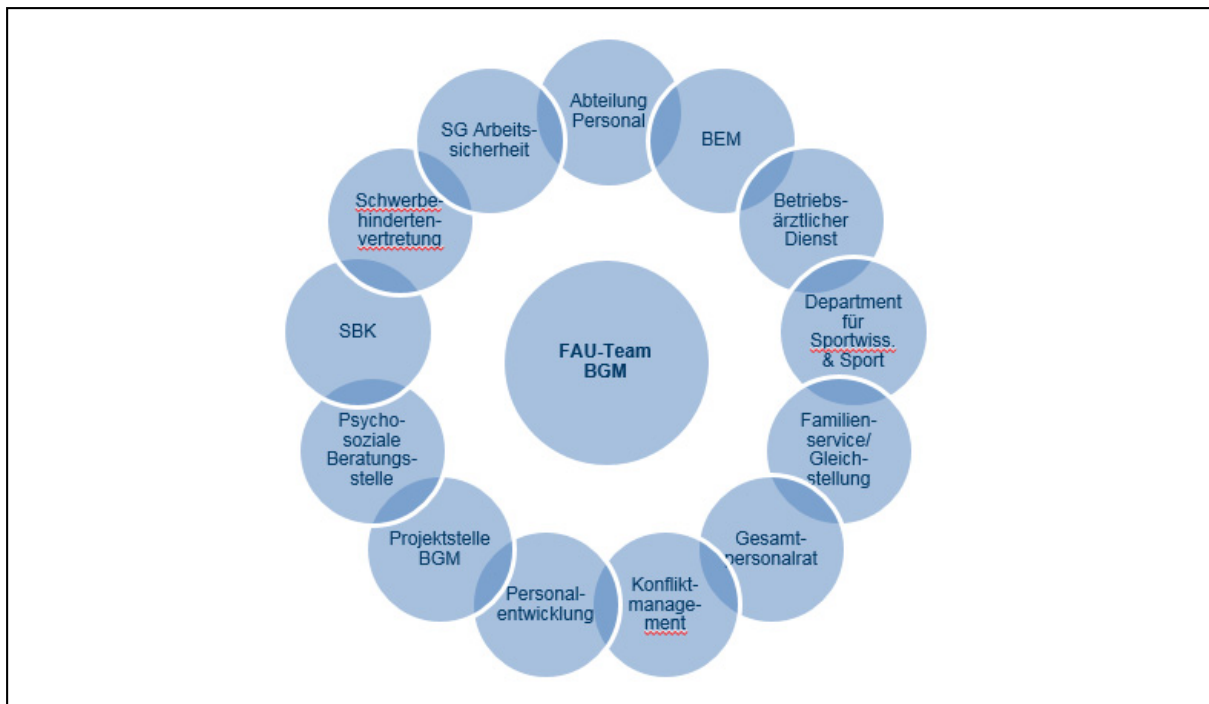 Abteilung
Personal
BEM
Betriebs-
ärztlicher
Dienst
Department
für
Sportwiss.
& Sport
Familien-
service/
Gleich-
stellung
Gesamt-
personalrat
Konflikt-
manage-
ment
Personal-
entwicklung
Projektstelle
BGM
Psycho-
soziale
Beratungs-
stelle
SBK
Schwerbe-
hinderten-
vertretung
SG Arbeits-
sicherheit
FAU-Team
BGM